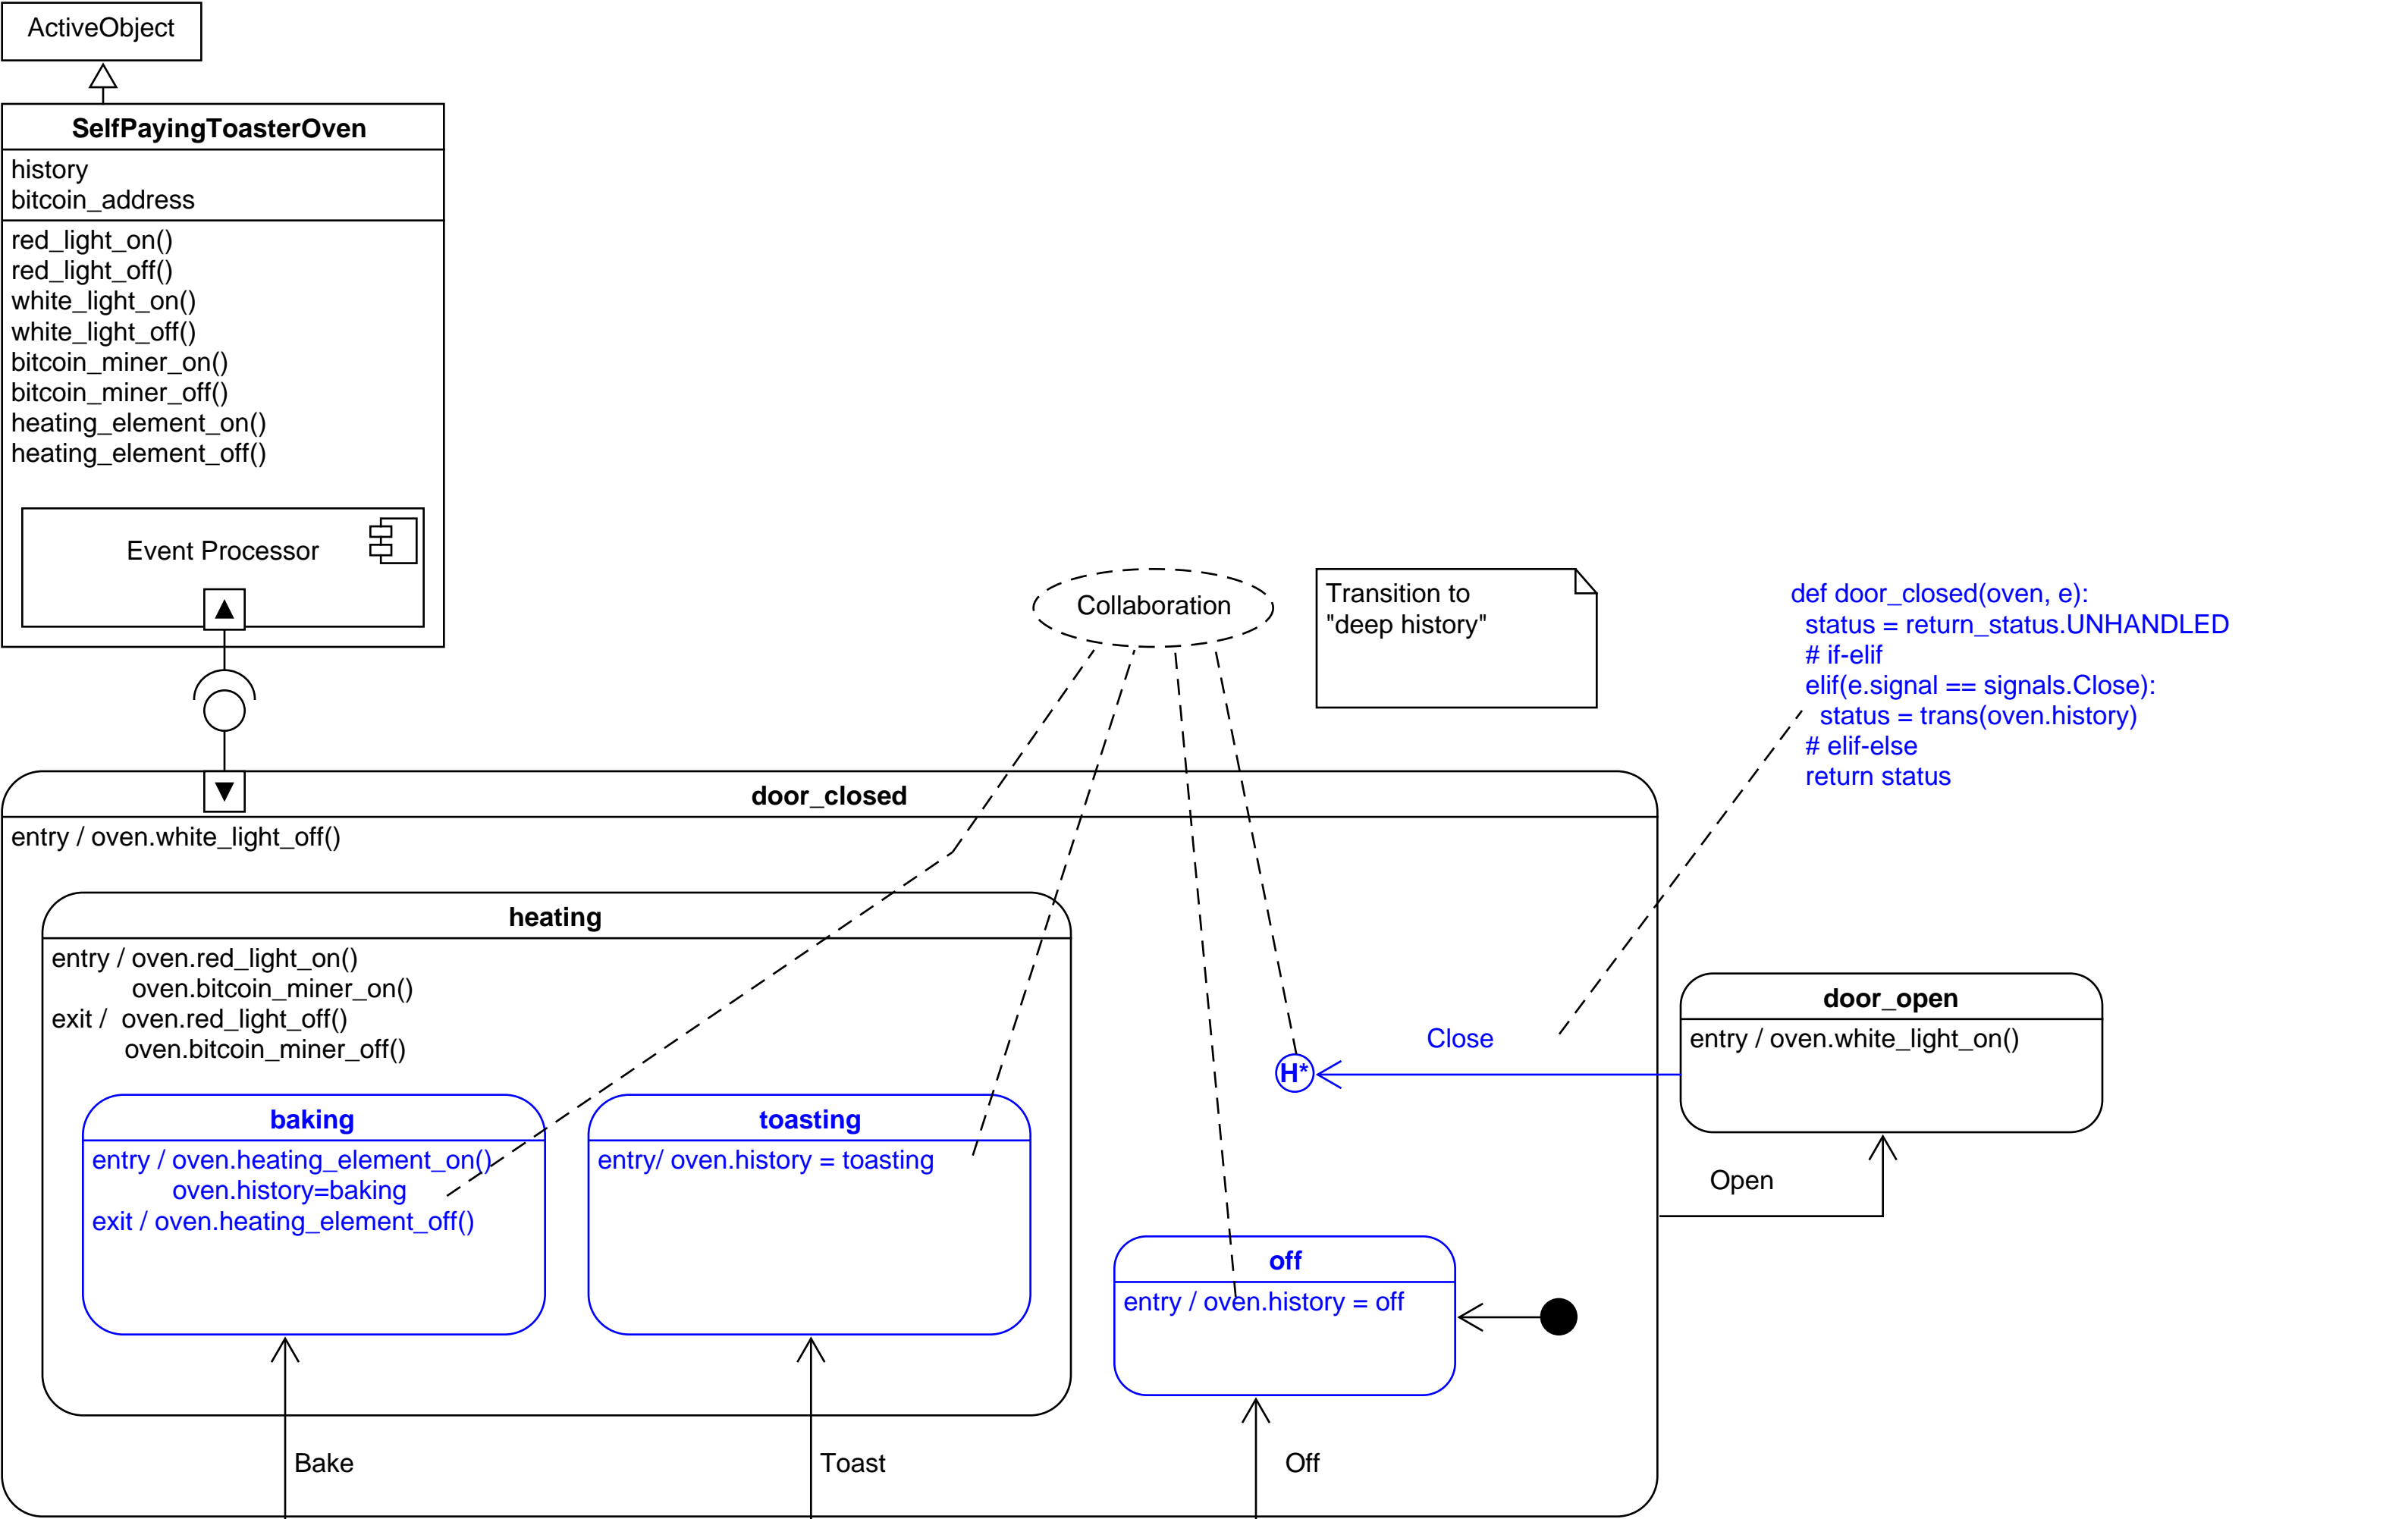 ActiveObject
SelfPayingToasterOven
history
bitcoin_address
red_light_on()
red_light_off()
white_light_on()
white_light_off()
bitcoin_miner_on()
bitcoin_miner_off()
heating_element_on()
heating_element_off()
Event Processor
Collaboration
Transition to
"deep history"
def door_closed(oven, e):
status = return_status.UNHANDLED
# if-elif
elif(e.signal == signals.Close):
status = trans(oven.history)
# elif-else
return status
door_closed
entry / oven.white_light_off()
heating
entry / oven.red_light_on()
oven.bitcoin_miner_on()
exit / oven.red_light_off()
oven.bitcoin_miner_off()
baking
entry / oven.heating_element_on()
oven.history=baking
exit / oven.heating_element_off()
toasting
entry/ oven.history = toasting
H*
Close
door_open
entry / oven.white_light_on()
Open
off
entry / oven.history = off
Bake
Toast
Off